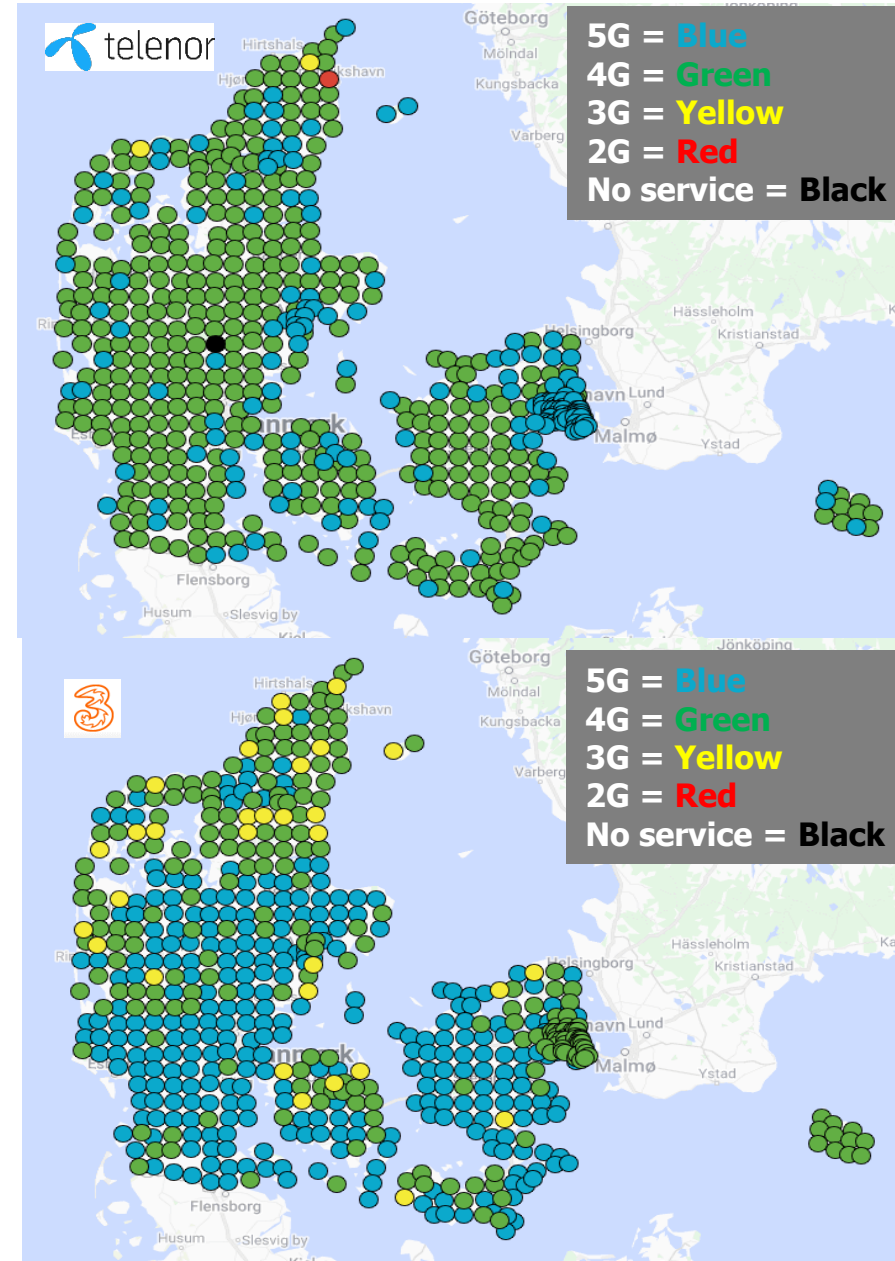 telenor
5G = Blue
4G = Green
3G = Yellow
2G = Red
No service = Black
Göteborg
Mölndal
Kungsbacka
Varberg
Hirtshals
Hässleholm
Kristianstad
Helsingborg
Lund
Malmø
Ystad
Flensborg
Husum
Slesvig by
Jönköping
5G = Blue
4G = Green
3G = Yellow
2G = Red
No service = Black
Göteborg
Mölndal
Kungsbacka
Varberg
Hirtshals
3
Hässleholm
Kristianstad
Helsingborg
Lund
Malmø
Ystad
Flensborg
Husum
Slesvig by